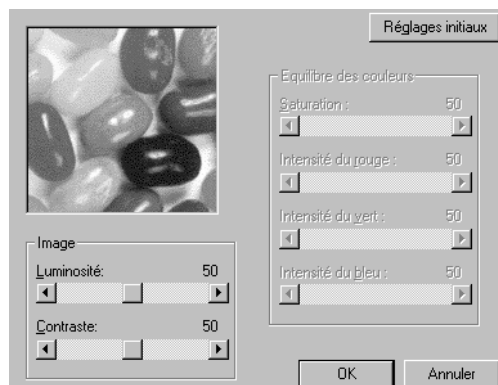 Réglages initiaux
Equilibre des couleurs
Saturation : 50
Intensité du rouge : 50
Intensité du vert : 50
Intensité du bleu : 50
Image
Luminosité: 50
Contraste: 50
OK Annuler